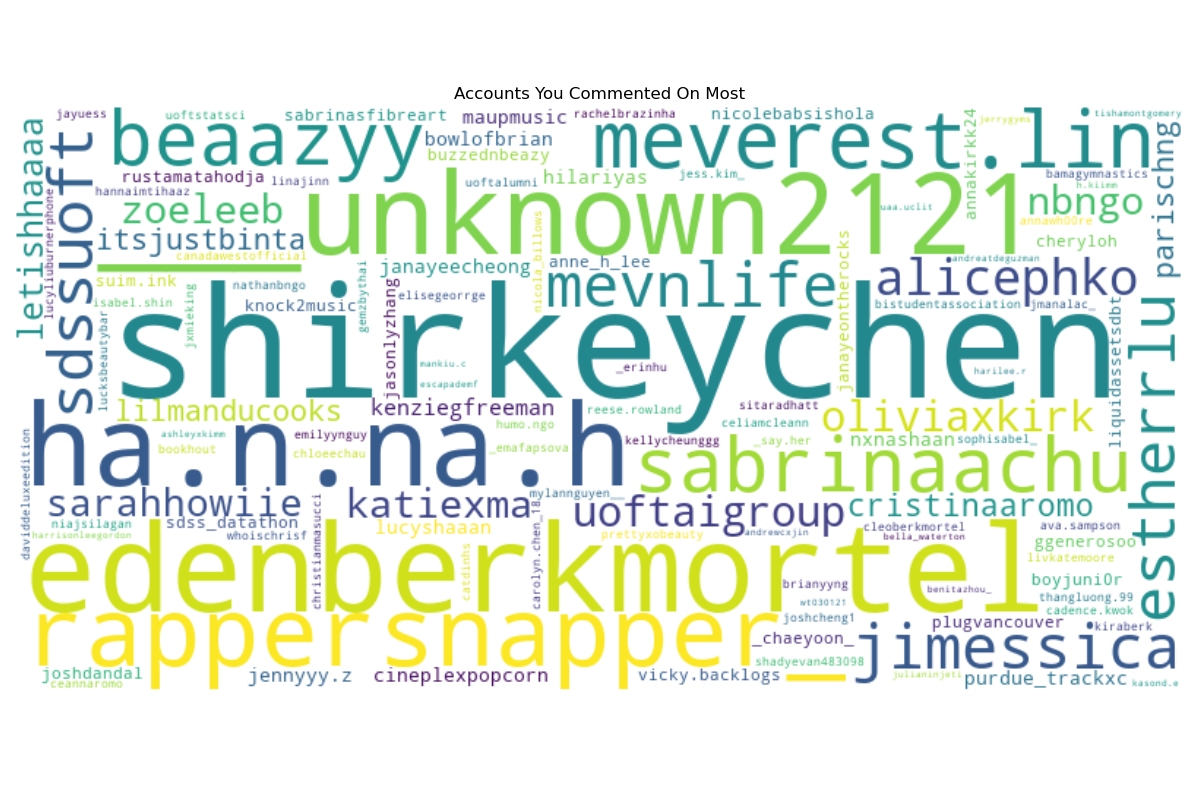 Accounts You Commented On Most
jayuess
uoftstatsci
sabrinasfibreart
maupmusic
rachelbrazinha
nicolebabsishola
annakirkk24
jerrygyms
tishamontgomery
letishhaaaa
sdssuoft
beaazyy
bowlofbrian
buzzednbeazy
meverest.lin
parischng
rustamatahodja
hannaimtihaaz
linajinn
uoftalumni
hilariyas
jess.kim_
bamagymnastics
h.kiimm
lucyliuburnerphone
zoeleeb
_unknown2121
uaa.uclit
nbngo
annawh00re
itsjustbinta
canadawestofficial
nicola_billows
cheryloh
suim.ink
nathanbngo
gemzbythai
janayeecheong
anne_h_lee
mevnlife
janayeontherocks
alicephko
andreatdeguzman
isabel.shin
jxmieking
knock2music
jasonlyzhang
elisegeorrge
bistudentassociation
jmanalac_
lucksbeautybar
shirkeychen
mankiu.c
escapademf
_erinhu
harilee.r
liquidassetsdbt
estherrlu
lilmanducooks
kenziegfreeman
reese.rowland
sitaradhatt
oliviaxkirk
humo.ngo
celiamcleann
daviddeluxeedition
ha.n.na.h
ashleyxkimm
bookhout
emilyynguy
chloeechau
_emafapsova
kellycheunggg
_say.her
nxnashaan
sophisabel_
sabrinaachu
sarahhowiie
katiexma
mylannguyen__
uoftaigroup
cristinaaromo
niajsilagan
sdss_datathon
christianmasucci
lucyshaaan
carolyn.chen_18
prettyxobeauty
andrewcxjin
cleoberkmortel
ava.sampson
harrisonleegordon
whoischrisf
bella_waterton
ggenerosoo
livkatemoore
edenberkmortel
catdinhs
brianyyng
benitazhou_
boyjuni0r
thangluong.99
wt030121
cadence.kwok
rappersnapper_
joshcheng1
plugvancouver
kiraberk
_chaeyoon_
jimessica
shadyevan483098
joshdandal
ceannaromo
jennyyy.z
cineplexpopcorn
vicky.backlogs
julianinjeti
purdue_trackxc
kasond.e